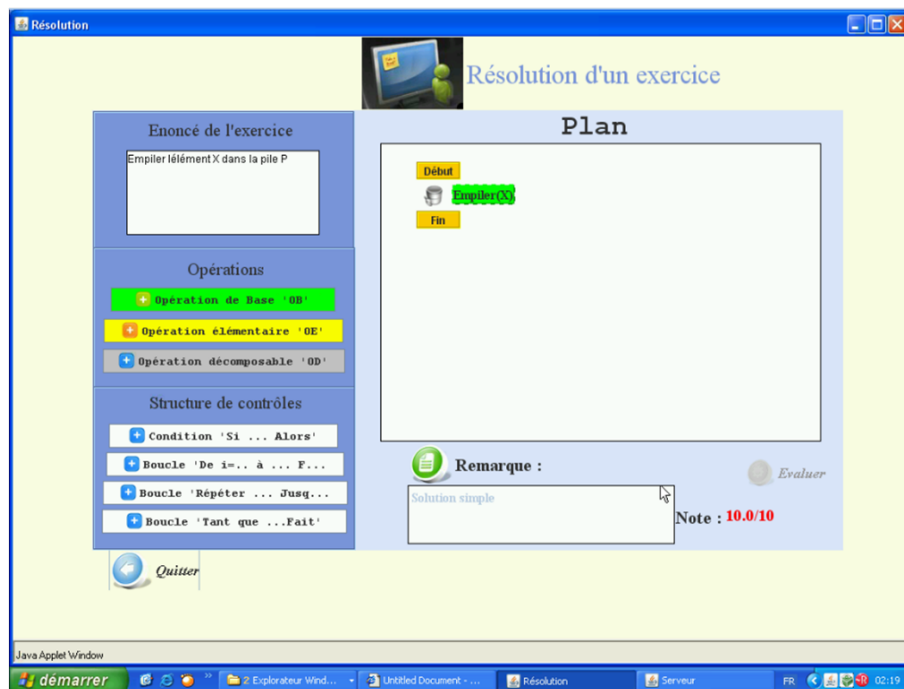 Résolution
Résolution d'un exercice
Enoncé de l'exercice
Empiler lélément X dans la pile P
Opérations
Opération de Base 'OB'
Opération élémentaire 'OE'
Opération décomposable 'OD'
Structure de contrôles
Condition 'Si ... Alors'
Boucle 'De i=.. à ... F...
Boucle 'Répéter ... Jusq...
Boucle 'Tant que ...Fait'
Quitter
Plan
Début
Empiler(X)
Fin
Remarque :
Evaluer
Solution simple
Note : 10.0/10
Java Applet Window
démarrer
2 Explorateur Wind...
Untitled Document - ...
Résolution
Serveur
FR
02:19